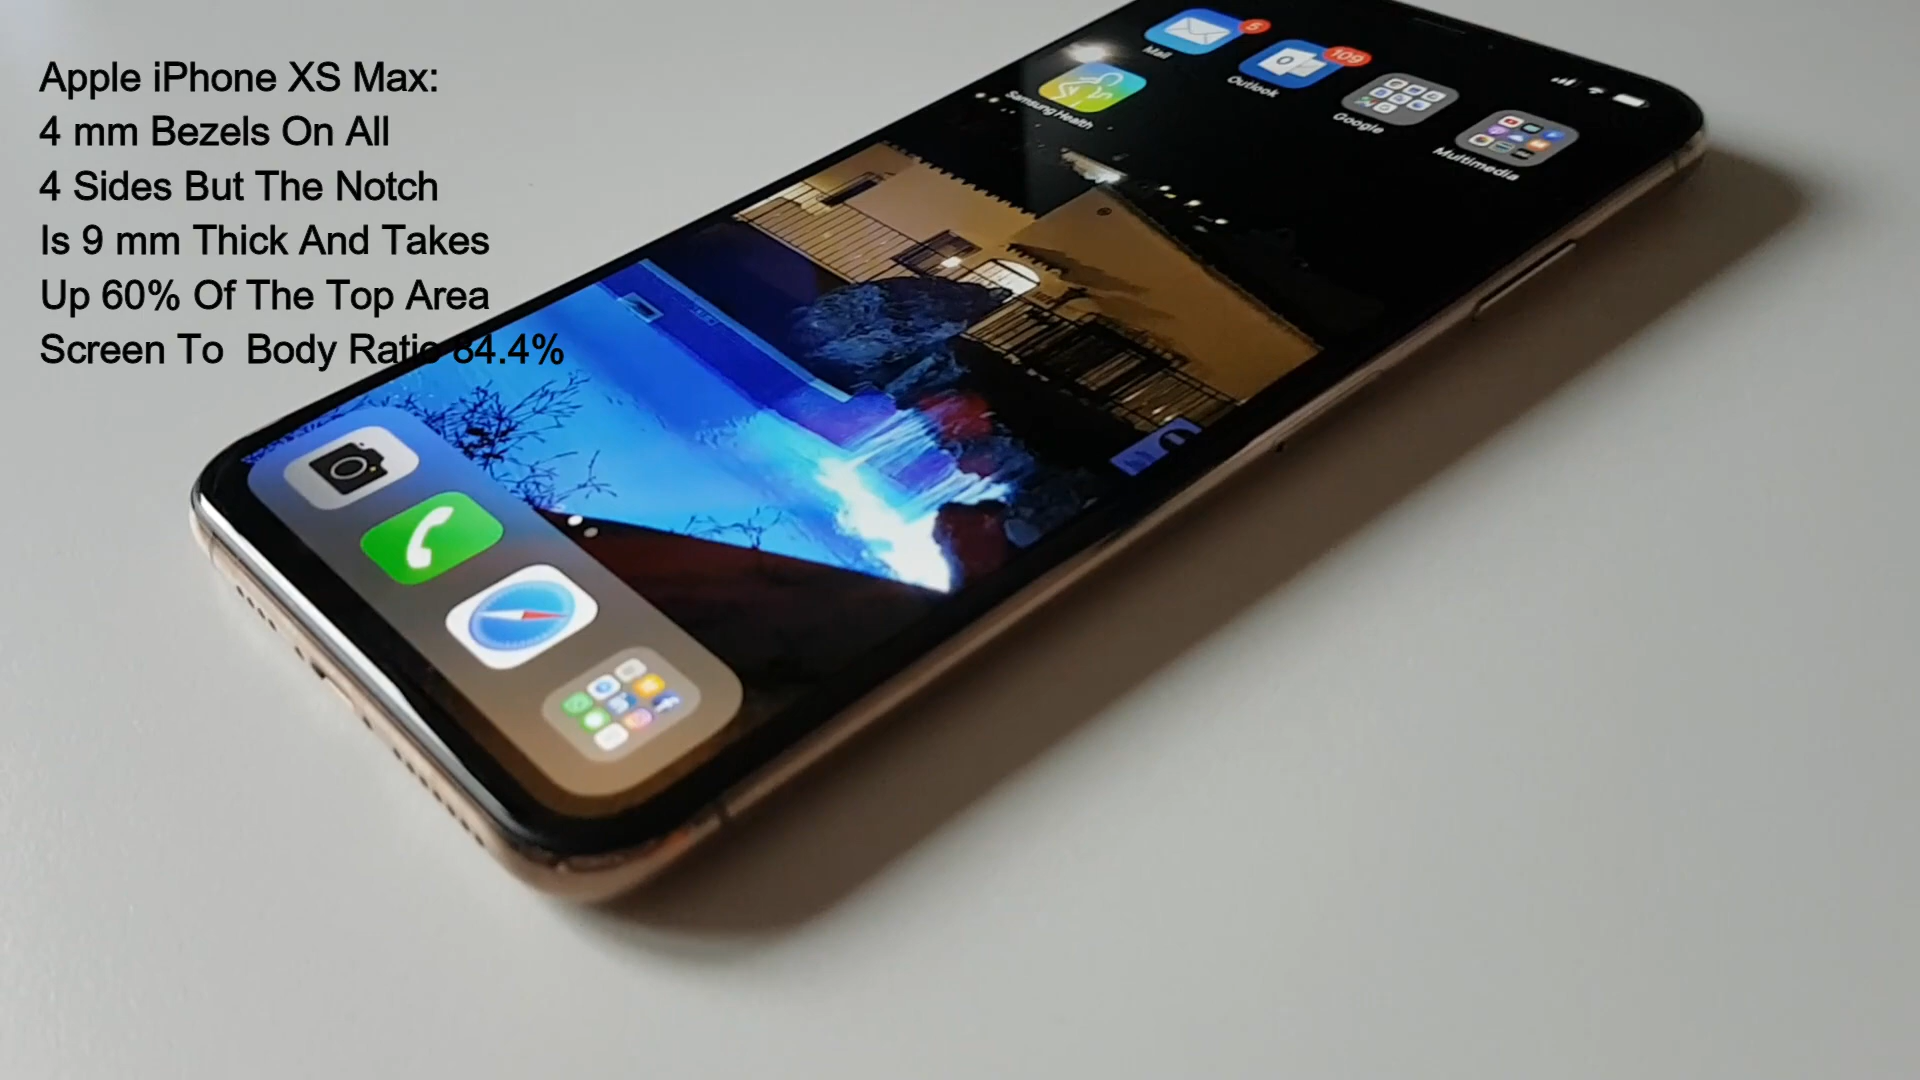 Apple iPhone XS Max:
4 mm Bezels On All
4 Sides But The Notch
Is 9 mm Thick And Takes
Up 60% Of The Top Area
Screen To  Body Ratio 84.4%
5
Mail
109
Outlook
Google
Multimedia
Samsung Health